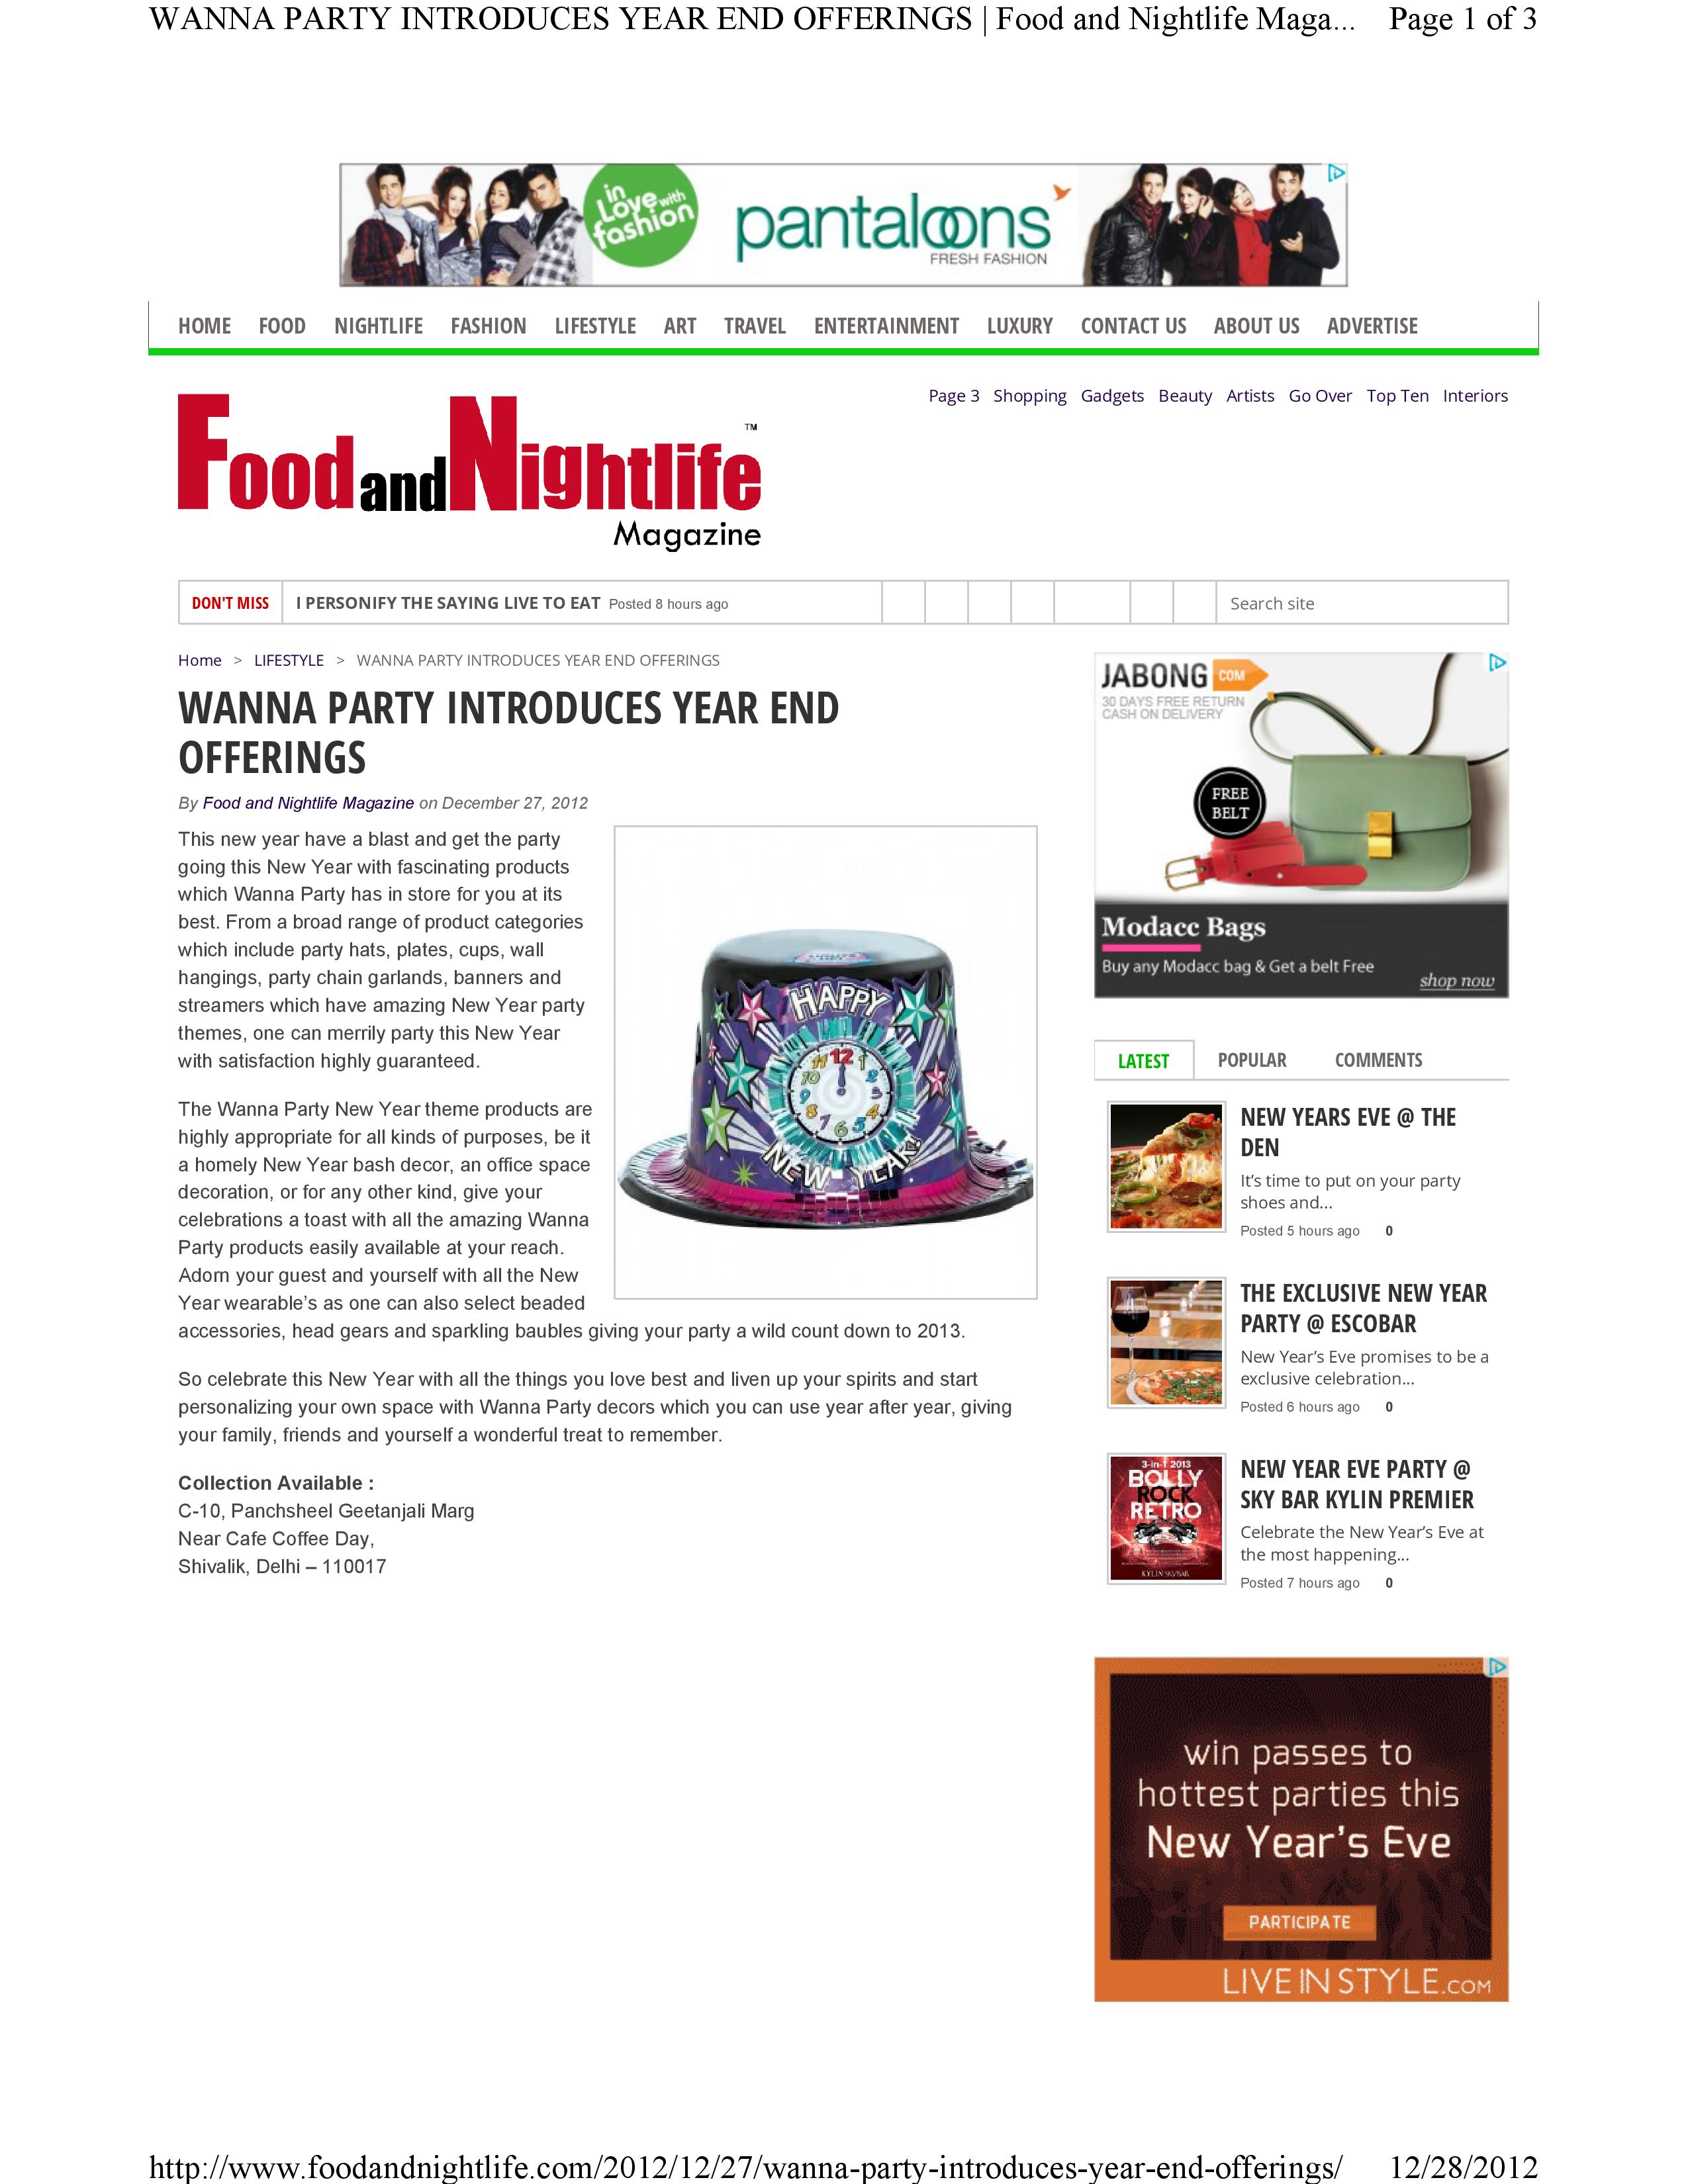 WANNA PARTY INTRODUCES YEAR END OFFERINGS | Food and Nightlife Maga... Page 1 of 3
in Love with fashion
pantaloons
FRESH FASHION
HOME FOOD NIGHTLIFE FASHION LIFESTYLE ART TRAVEL ENTERTAINMENT LUXURY CONTACT US ABOUT US ADVERTISE
Page 3 Shopping Gadgets Beauty Artists Go Over Top Ten Interiors
Food and Nightlife ™
Magazine
DON'T MISS I PERSONIFY THE SAYING LIVE TO EAT Posted 8 hours ago Search site
Home > LIFESTYLE > WANNA PARTY INTRODUCES YEAR END OFFERINGS
WANNA PARTY INTRODUCES YEAR END
OFFERINGS
By Food and Nightlife Magazine on December 27, 2012
This new year have a blast and get the party
going this New Year with fascinating products
which Wanna Party has in store for you at its
best. From a broad range of product categories
which include party hats, plates, cups, wall
hangings, party chain garlands, banners and
streamers which have amazing New Year party
themes, one can merrily party this New Year
with satisfaction highly guaranteed.
The Wanna Party New Year theme products are
highly appropriate for all kinds of purposes, be it
a homely New Year bash decor, an office space
decoration, or for any other kind, give your
celebrations a toast with all the amazing Wanna
Party products easily available at your reach.
Adorn your guest and yourself with all the New
Year wearable's as one can also select beaded
accessories, head gears and sparkling baubles giving your party a wild count down to 2013.
So celebrate this New Year with all the things you love best and liven up your spirits and start
personalizing your own space with Wanna Party decors which you can use year after year, giving
your family, friends and yourself a wonderful treat to remember.
Collection Available :
C-10, Panchsheel Geetanjali Marg
Near Cafe Coffee Day,
Shivalik, Delhi – 110017
HAPPY
12 1 2 3 4 5 6 7 8 9 10 11
NEW YEAR!
JABONG COM
30 DAYS FREE RETURN
CASH ON DELIVERY
FREE
BELT
Modacc Bags
Buy any Modacc bag & Get a belt Free
shop now
LATEST POPULAR COMMENTS
NEW YEARS EVE @ THE
DEN
It's time to put on your party
shoes and...
Posted 5 hours ago 0
THE EXCLUSIVE NEW YEAR
PARTY @ ESCOBAR
New Year's Eve promises to be a
exclusive celebration...
Posted 6 hours ago 0
3-in-1 2013
BOLLY
ROCK
RETRO
KYLIN SKYBAR
NEW YEAR EVE PARTY @
SKY BAR KYLIN PREMIER
Celebrate the New Year's Eve at
the most happening...
Posted 7 hours ago 0
win passes to
hottest parties this
New Year's Eve
PARTICIPATE
LIVEINSTYLE.COM
http://www.foodandnightlife.com/2012/12/27/wanna-party-introduces-year-end-offerings/ 12/28/2012